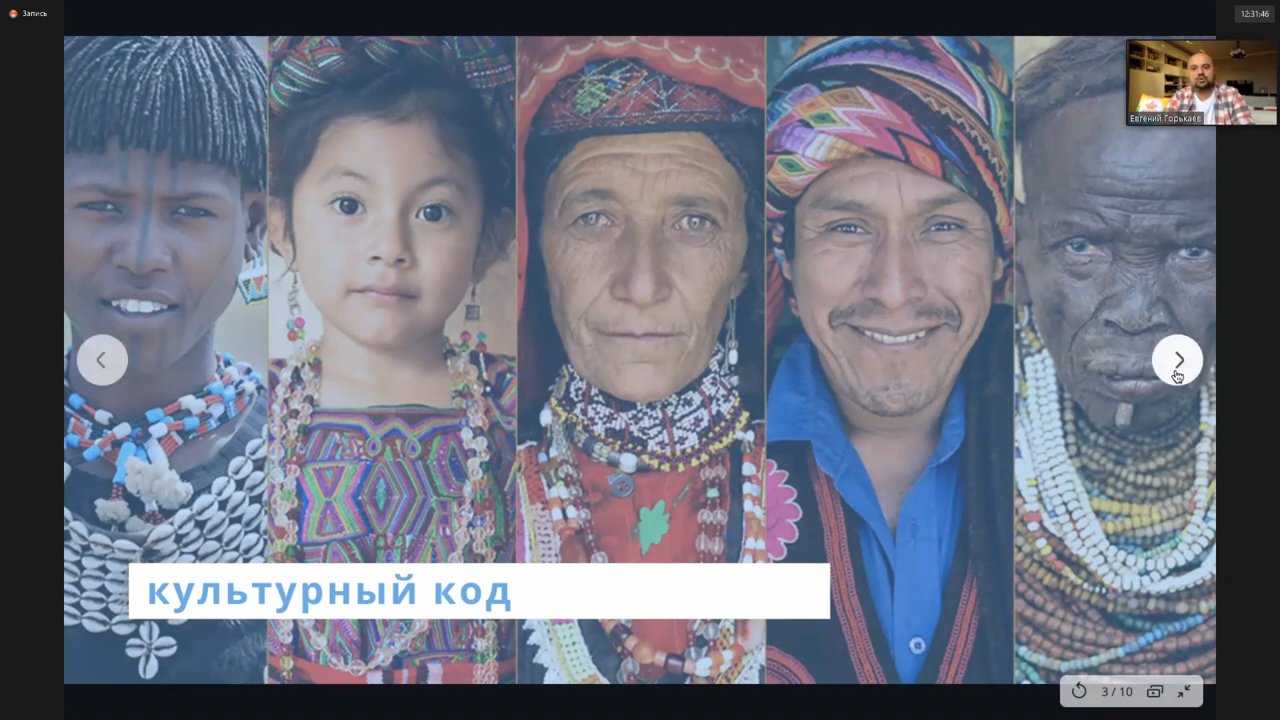 Запись
12:31:46
Евгений Горькаев
культурный код
3 / 10